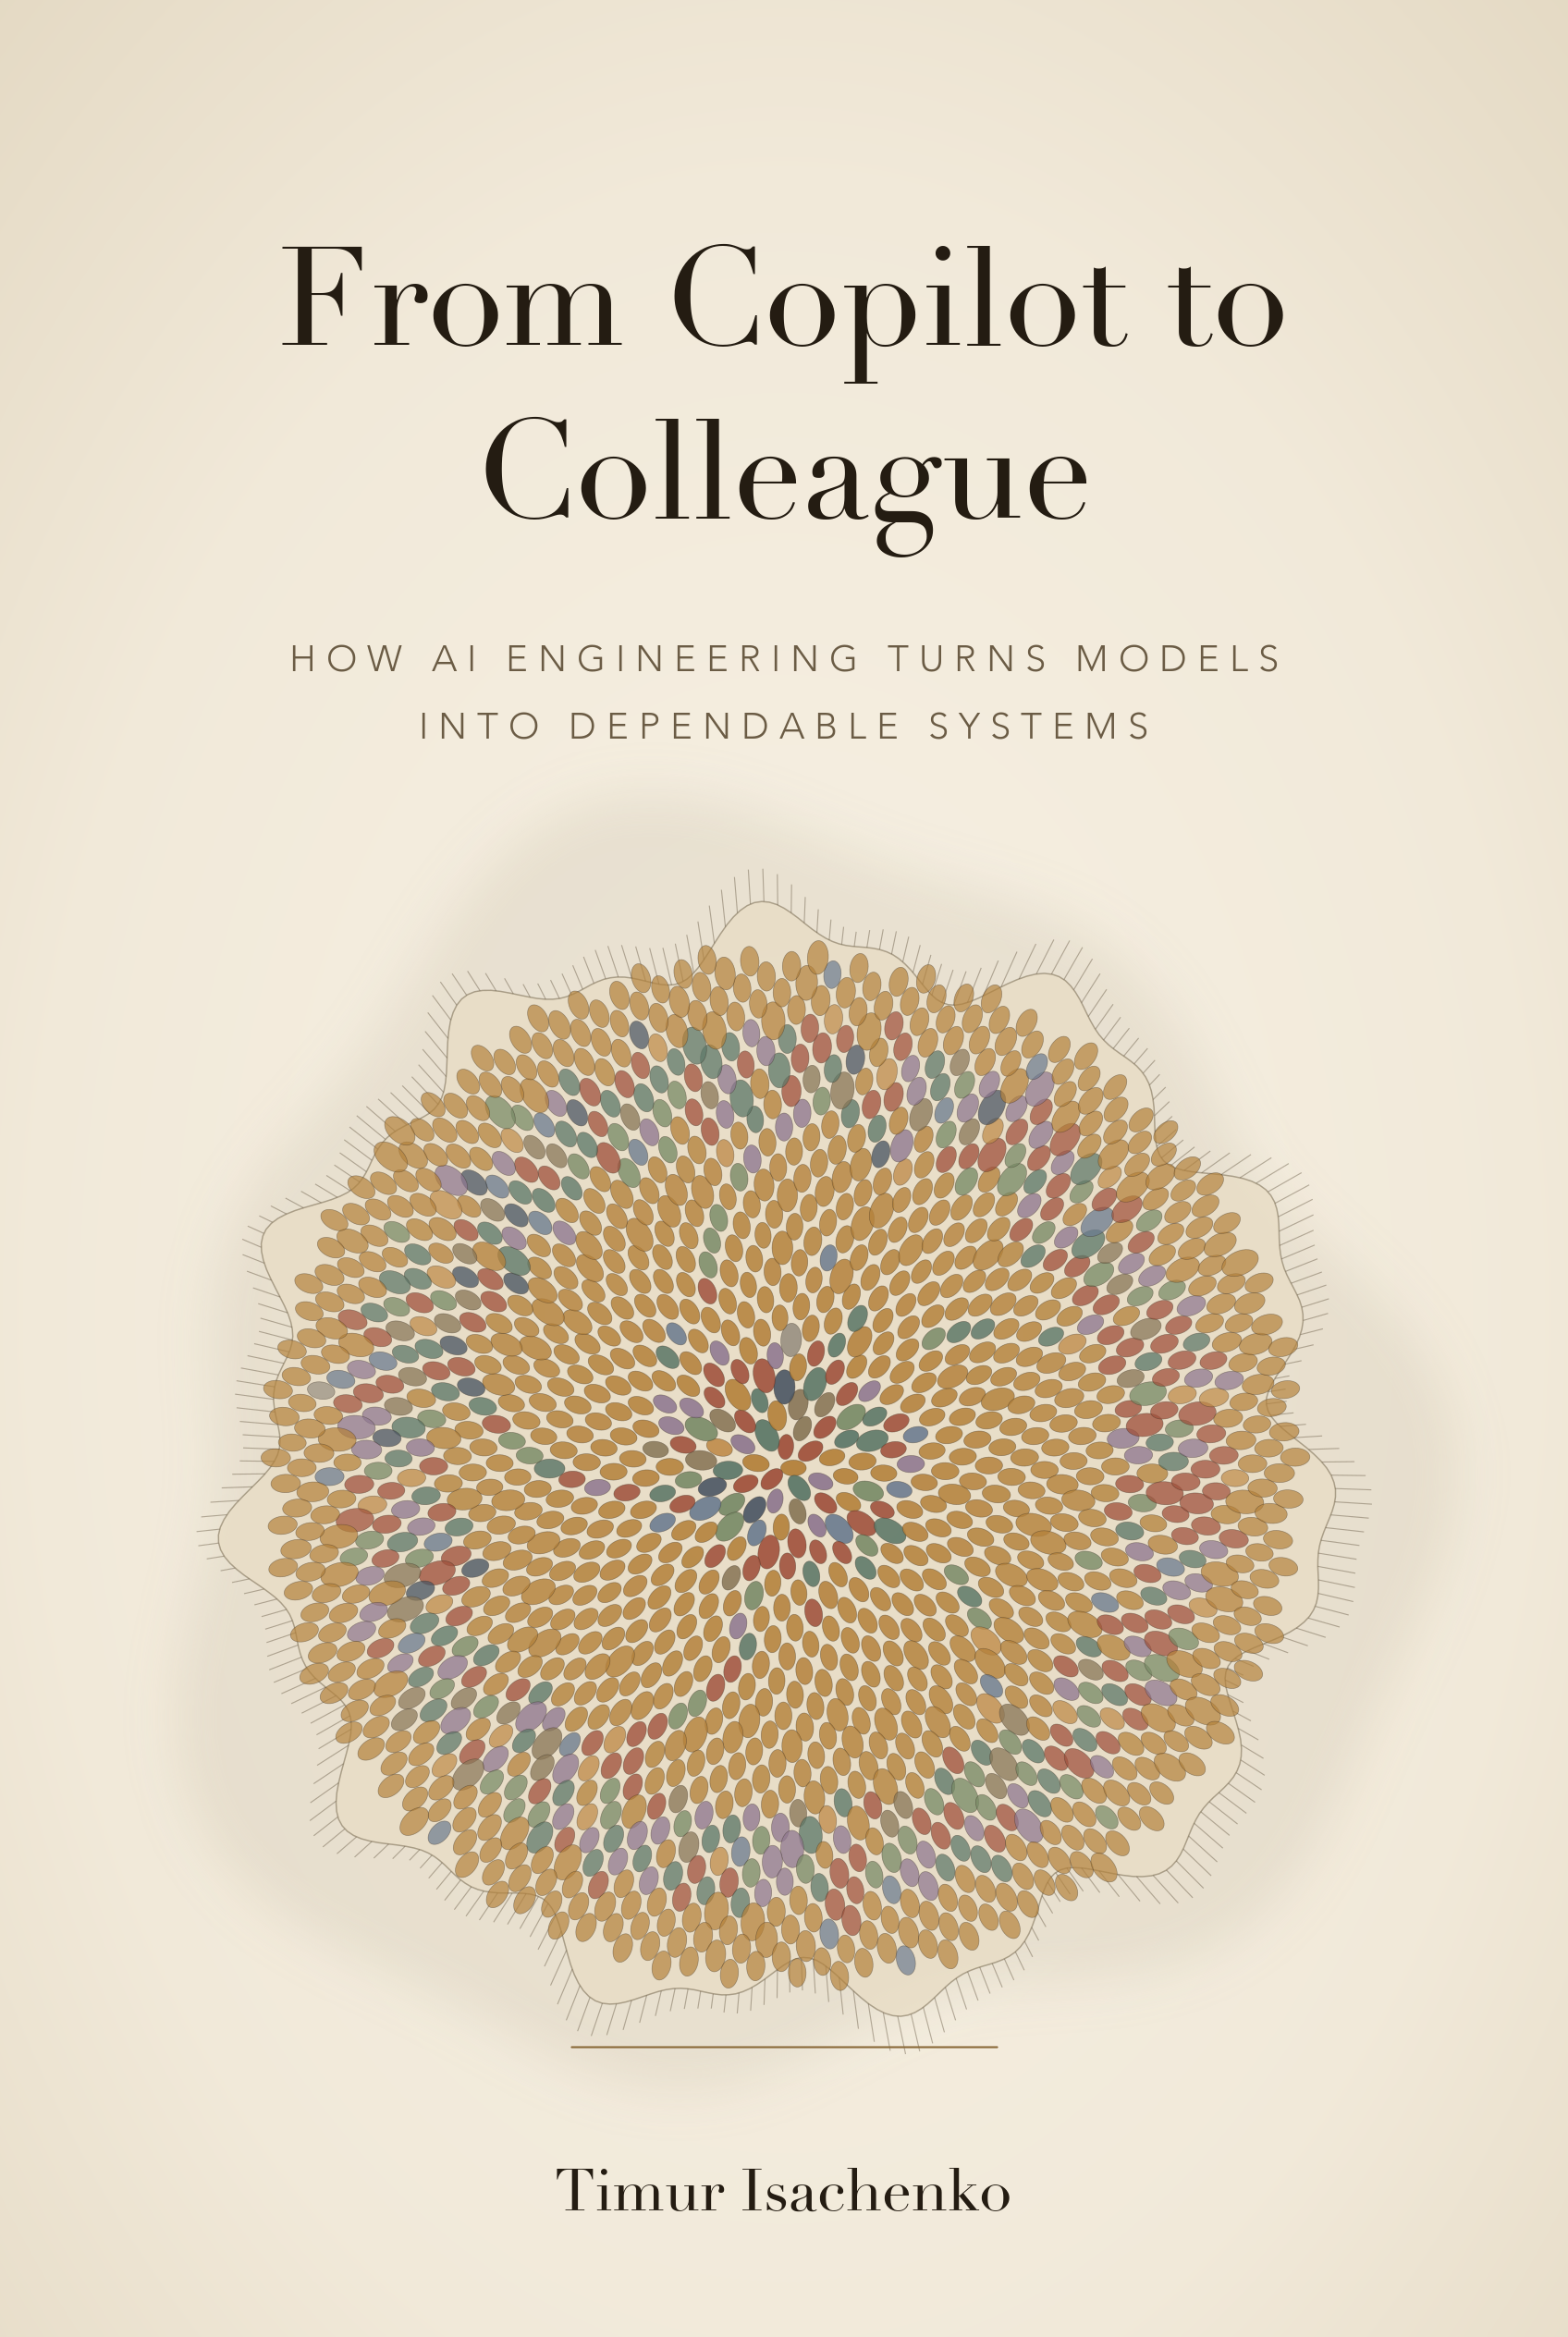 From Copilot to
Colleague
HOW AI ENGINEERING TURNS MODELS
INTO DEPENDABLE SYSTEMS
Timur Isachenko